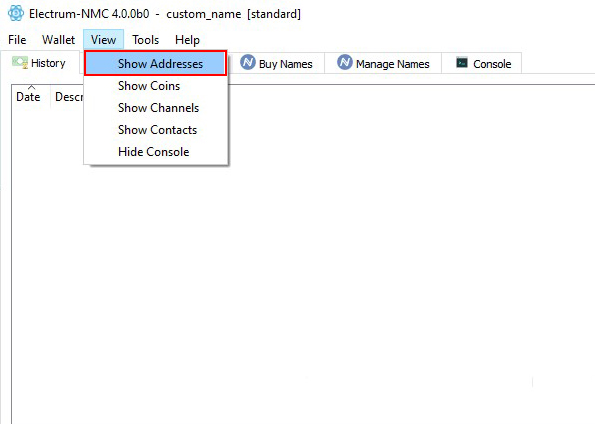 Electrum-NMC 4.0.0b0 - custom_name [standard]
File Wallet View Tools Help
History Buy Names Manage Names Console
Show Addresses
Show Coins
Show Channels
Show Contacts
Hide Console
Date